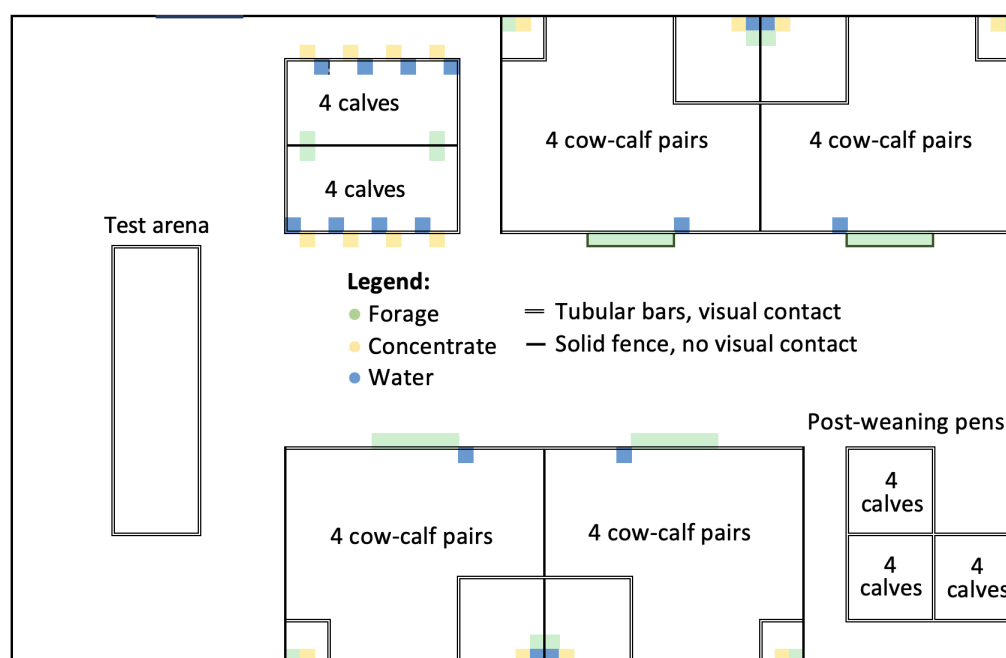 4 calves
4 calves
4 cow-calf pairs
4 cow-calf pairs
Test arena
Legend:
Forage
Concentrate
Water
Tubular bars, visual contact
Solid fence, no visual contact
Post-weaning pens
4 cow-calf pairs
4 cow-calf pairs
4
calves
4
calves
4
calves